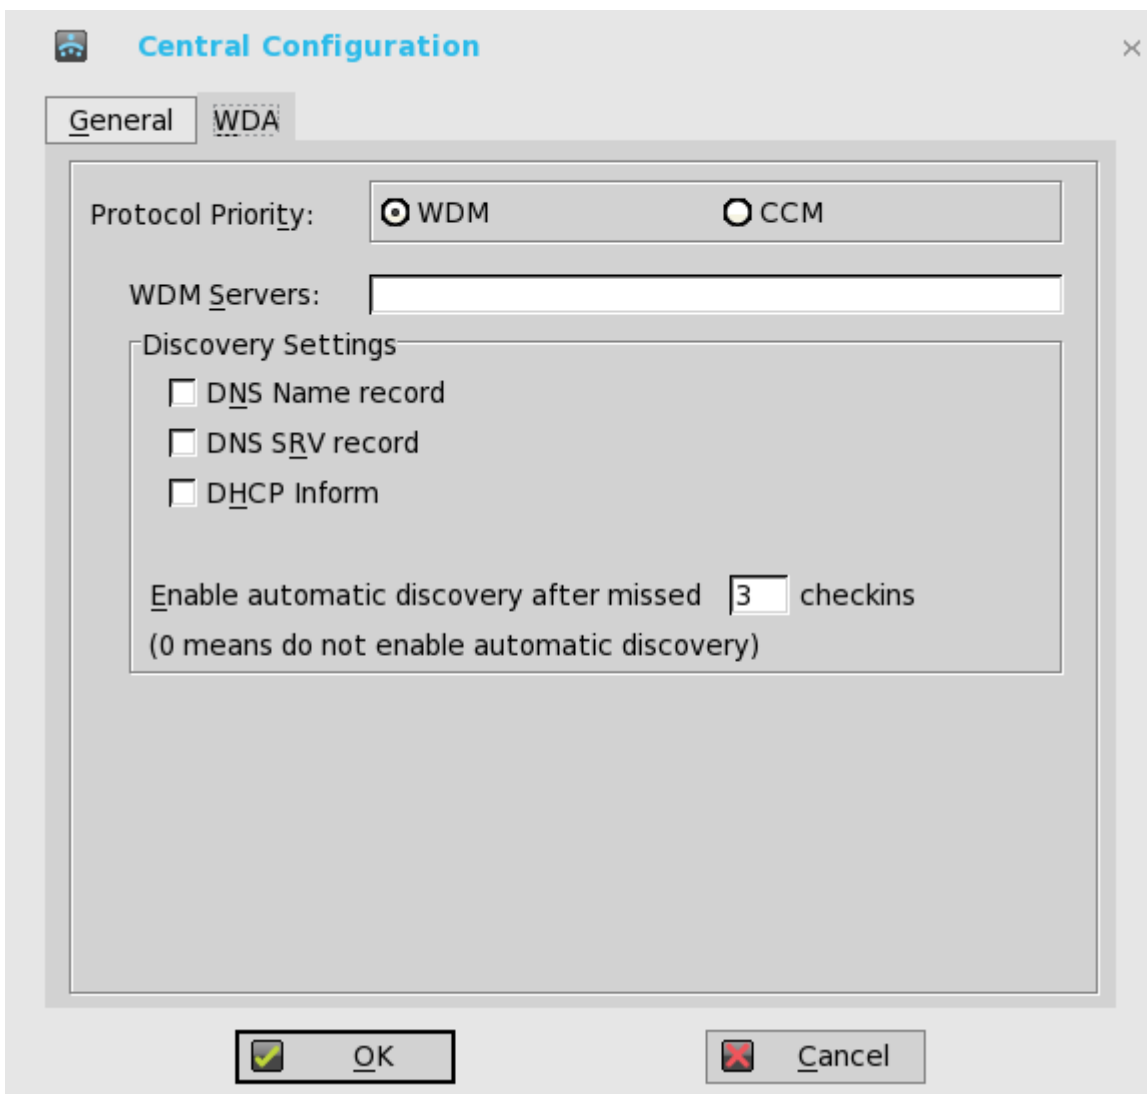 Central Configuration
General WDA
Protocol Priority: WDM CCM
WDM Servers:
Discovery Settings
DNS Name record
DNS SRV record
DHCP Inform
Enable automatic discovery after missed 3 checkins
(0 means do not enable automatic discovery)
OK Cancel